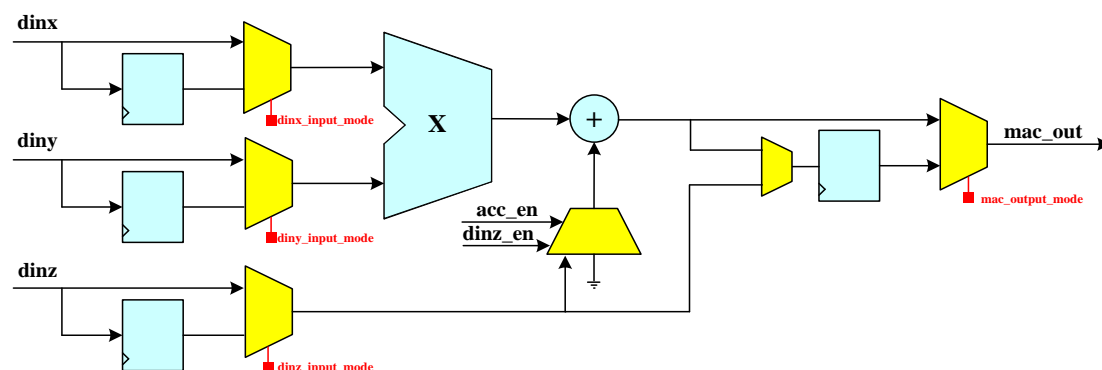 dinx
dinx_input_mode
diny
X
+
mac_out
mac_output_mode
acc_en
dinz_en
diny_input_mode
dinz
dinz_input_mode